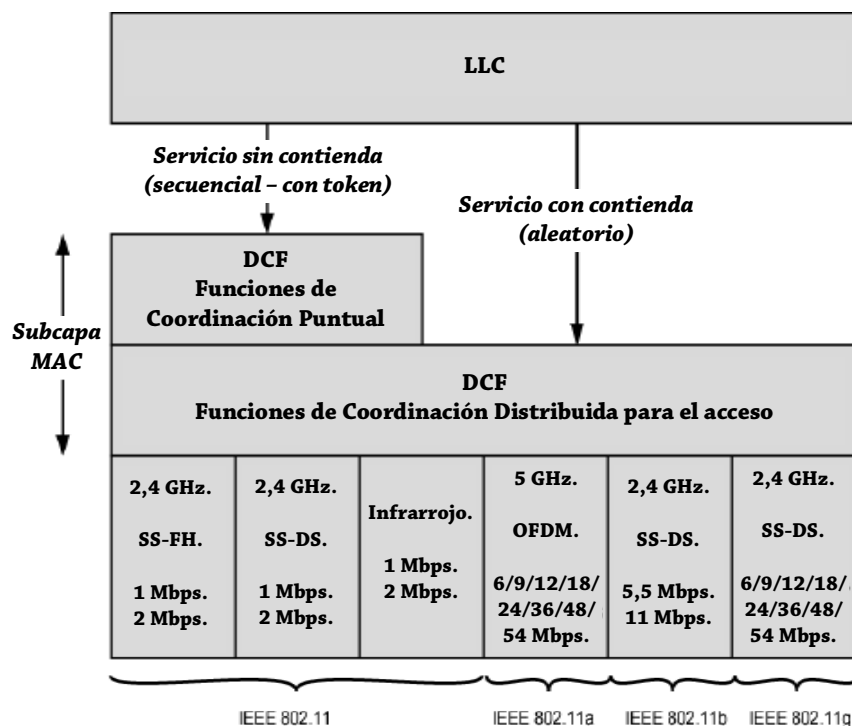 LLC
Servicio sin contienda
(secuencial – con token)
Servicio con contienda
(aleatorio)
Subcapa
MAC
DCF
Funciones de
Coordinación Puntual
DCF
Funciones de Coordinación Distribuida para el acceso
2,4 GHz.
SS-FH.
1 Mbps.
2 Mbps.
2,4 GHz.
SS-DS.
1 Mbps.
2 Mbps.
Infrarrojo.
1 Mbps.
2 Mbps.
5 GHz.
OFDM.
6/9/12/18/
24/36/48/
54 Mbps.
2,4 GHz.
SS-DS.
5,5 Mbps.
11 Mbps.
2,4 GHz.
SS-DS.
6/9/12/18/
24/36/48/
54 Mbps.
IEEE 802.11
IEEE 802.11a
IEEE 802.11b
IEEE 802.11g